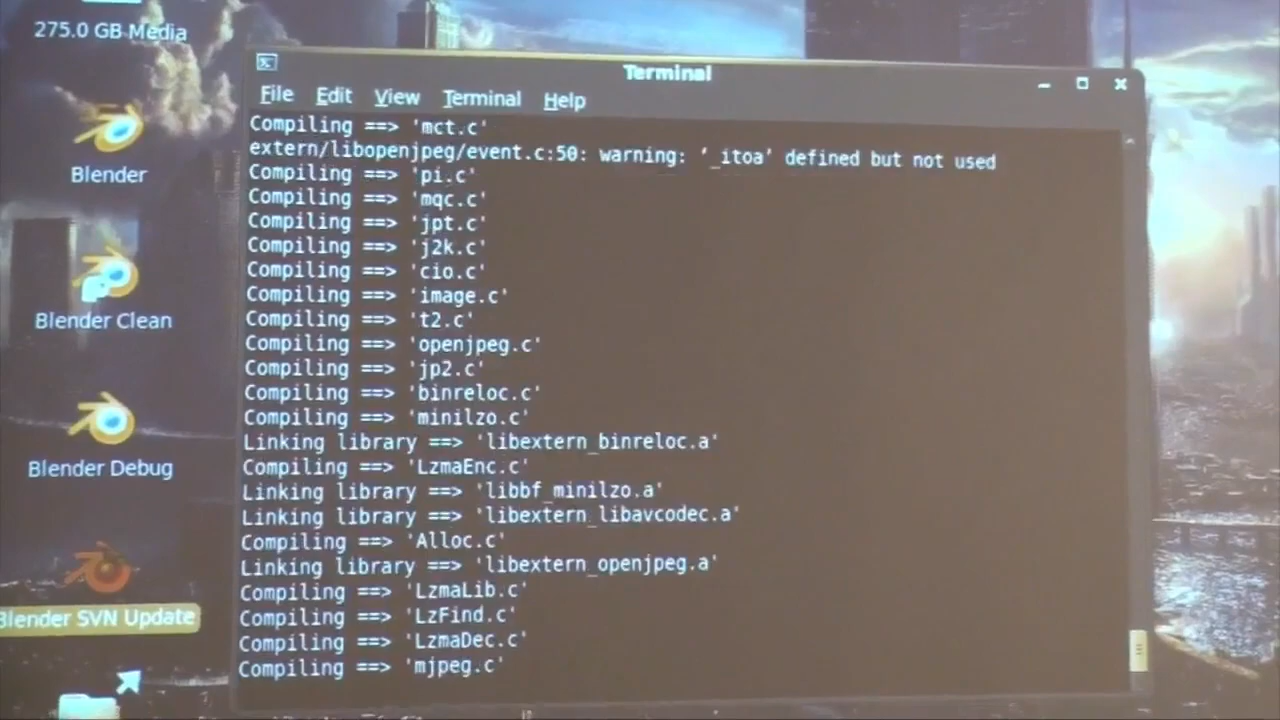 275.0 GB Media
Blender
Blender Clean
Blender Debug
Blender SVN Update
Terminal
File Edit View Terminal Help
Compiling ==> 'mct.c'
extern/libopenjpeg/event.c:50: warning: ‘_itoa’ defined but not used
Compiling ==> 'pi.c'
Compiling ==> 'mqc.c'
Compiling ==> 'jpt.c'
Compiling ==> 'j2k.c'
Compiling ==> 'cio.c'
Compiling ==> 'image.c'
Compiling ==> 't2.c'
Compiling ==> 'openjpeg.c'
Compiling ==> 'jp2.c'
Compiling ==> 'binreloc.c'
Compiling ==> 'minilzo.c'
Linking library ==> 'libextern_binreloc.a'
Compiling ==> 'LzmaEnc.c'
Linking library ==> 'libbf_minilzo.a'
Linking library ==> 'libextern_libavcodec.a'
Compiling ==> 'Alloc.c'
Linking library ==> 'libextern_openjpeg.a'
Compiling ==> 'LzmaLib.c'
Compiling ==> 'LzFind.c'
Compiling ==> 'LzmaDec.c'
Compiling ==> 'mjpeg.c'